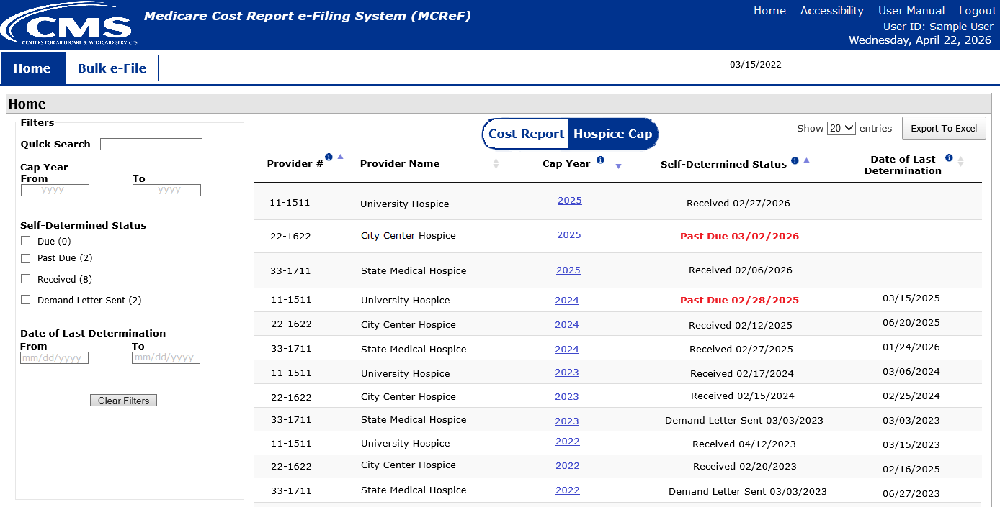 CMS
CENTERS FOR MEDICARE & MEDICAID SERVICES
Medicare Cost Report e-Filing System (MCReF)
Home Accessibility User Manual Logout
User ID: Sample User
Wednesday, April 22, 2026
Home Bulk e-File
03/15/2022
Home
Filters
Quick Search
Cap Year
From To
yyyy yyyy
Self-Determined Status
Due (0)
Past Due (2)
Received (8)
Demand Letter Sent (2)
Date of Last Determination
From To
mm/dd/yyyy mm/dd/yyyy
Clear Filters
Cost Report Hospice Cap
Show 20 entries
Export To Excel
Provider # Provider Name Cap Year Self-Determined Status Date of Last
Determination
11-1511 University Hospice 2025 Received 02/27/2026
22-1622 City Center Hospice 2025 Past Due 03/02/2026
33-1711 State Medical Hospice 2025 Received 02/06/2026
11-1511 University Hospice 2024 Past Due 02/28/2025 03/15/2025
22-1622 City Center Hospice 2024 Received 02/12/2025 06/20/2025
33-1711 State Medical Hospice 2024 Received 02/27/2025 01/24/2026
11-1511 University Hospice 2023 Received 02/17/2024 03/06/2024
22-1622 City Center Hospice 2023 Received 02/15/2024 02/25/2024
33-1711 State Medical Hospice 2023 Demand Letter Sent 03/03/2023 03/03/2023
11-1511 University Hospice 2022 Received 04/12/2023 03/15/2023
22-1622 City Center Hospice 2022 Received 02/20/2023 02/16/2025
33-1711 State Medical Hospice 2022 Demand Letter Sent 03/03/2023 06/27/2023